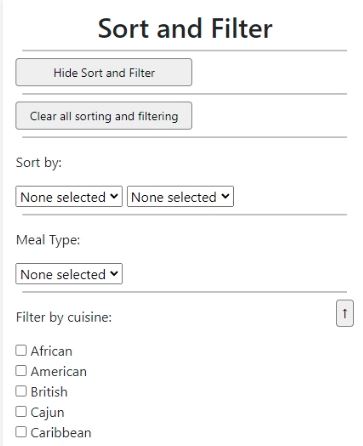 Sort and Filter
Hide Sort and Filter
Clear all sorting and filtering
Sort by:
None selected None selected
Meal Type:
None selected
Filter by cuisine:
↑
African
American
British
Cajun
Caribbean